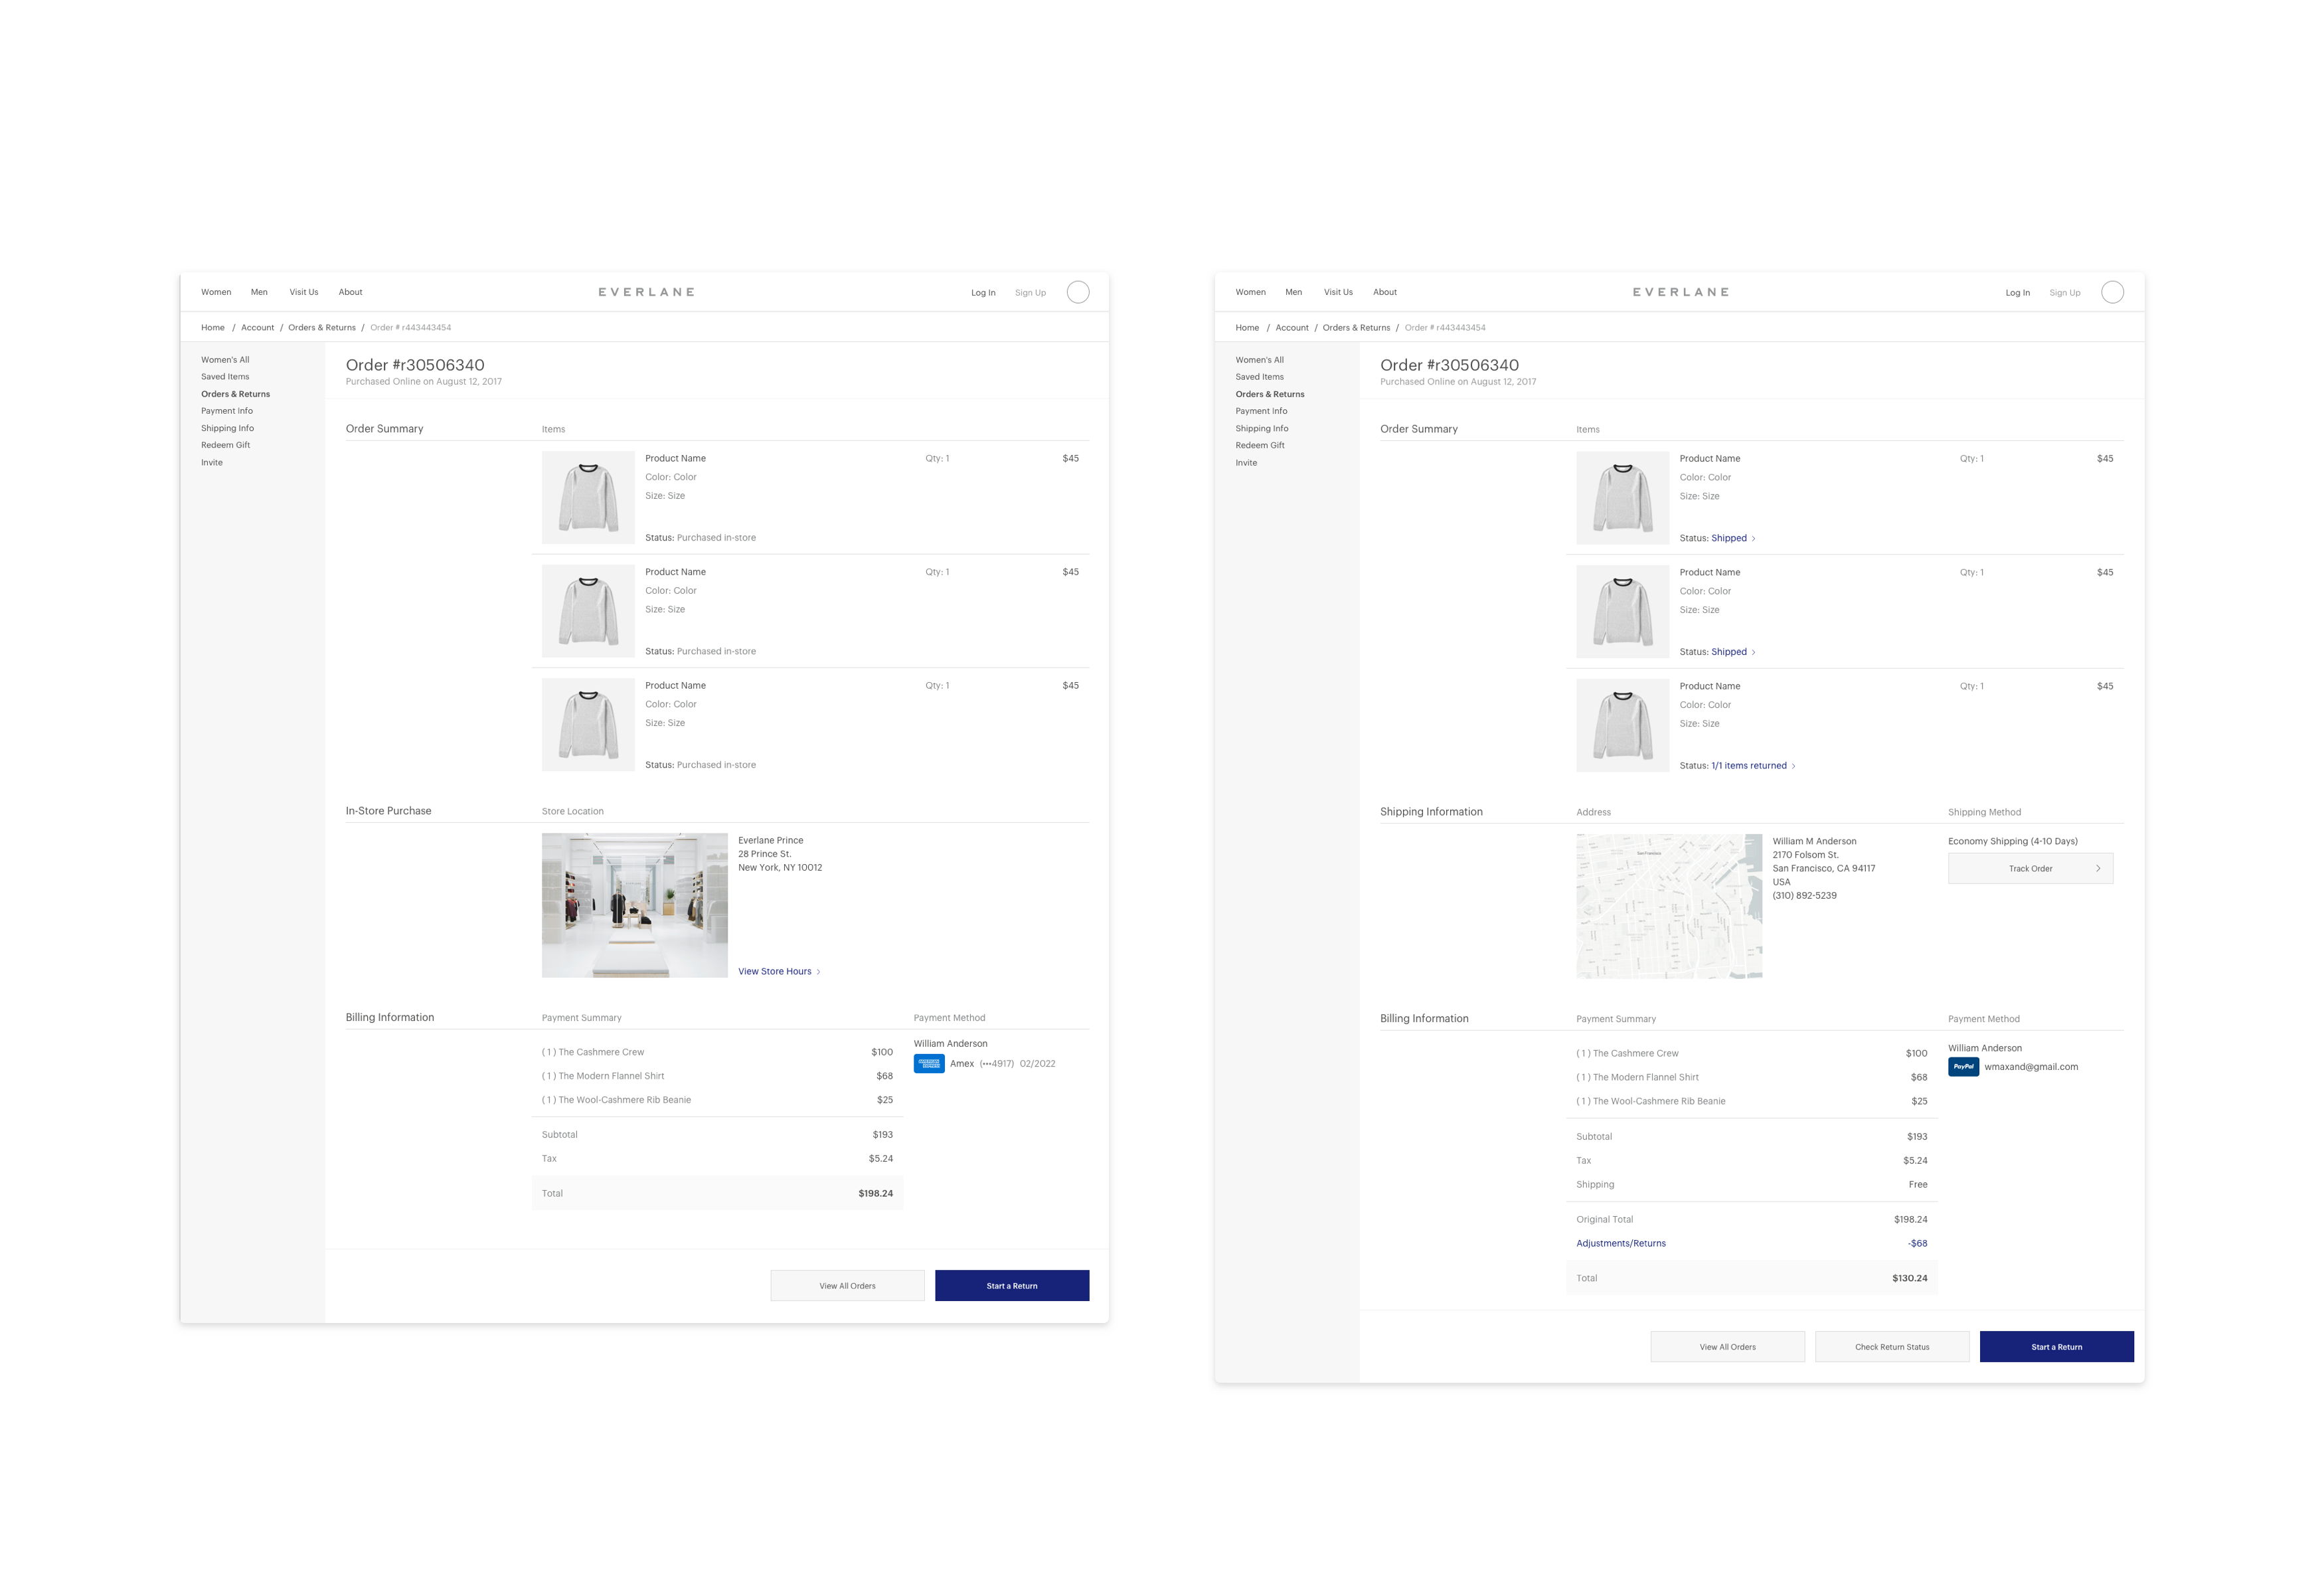 Women Men Visit Us About EVERLANE Log In Sign Up
Home / Account / Orders & Returns / Order # r443443454
Women's All
Saved Items
Orders & Returns
Payment Info
Shipping Info
Redeem Gift
Invite
Order #r30506340
Purchased Online on August 12, 2017
Order Summary Items
Product Name Qty: 1 $45
Color: Color
Size: Size
Status: Purchased in-store
Product Name Qty: 1 $45
Color: Color
Size: Size
Status: Purchased in-store
Product Name Qty: 1 $45
Color: Color
Size: Size
Status: Purchased in-store
In-Store Purchase Store Location
Everlane Prince
28 Prince St.
New York, NY 10012
View Store Hours >
Billing Information Payment Summary Payment Method
William Anderson
( 1 ) The Cashmere Crew $100
Amex (•••4917) 02/2022
( 1 ) The Modern Flannel Shirt $68
( 1 ) The Wool-Cashmere Rib Beanie $25
Subtotal $193
Tax $5.24
Total $198.24
View All Orders Start a Return
Women Men Visit Us About EVERLANE Log In Sign Up
Home / Account / Orders & Returns / Order # r443443454
Women's All
Saved Items
Orders & Returns
Payment Info
Shipping Info
Redeem Gift
Invite
Order #r30506340
Purchased Online on August 12, 2017
Order Summary Items
Product Name Qty: 1 $45
Color: Color
Size: Size
Status: Shipped >
Product Name Qty: 1 $45
Color: Color
Size: Size
Status: Shipped >
Product Name Qty: 1 $45
Color: Color
Size: Size
Status: 1/1 items returned >
Shipping Information Address Shipping Method
San Francisco
William M Anderson
2170 Folsom St.
San Francisco, CA 94117
USA
(310) 892-5239
Economy Shipping (4-10 Days)
Track Order >
Billing Information Payment Summary Payment Method
William Anderson
( 1 ) The Cashmere Crew $100
PayPal wmaxand@gmail.com
( 1 ) The Modern Flannel Shirt $68
( 1 ) The Wool-Cashmere Rib Beanie $25
Subtotal $193
Tax $5.24
Shipping Free
Original Total $198.24
Adjustments/Returns -$68
Total $130.24
View All Orders Check Return Status Start a Return